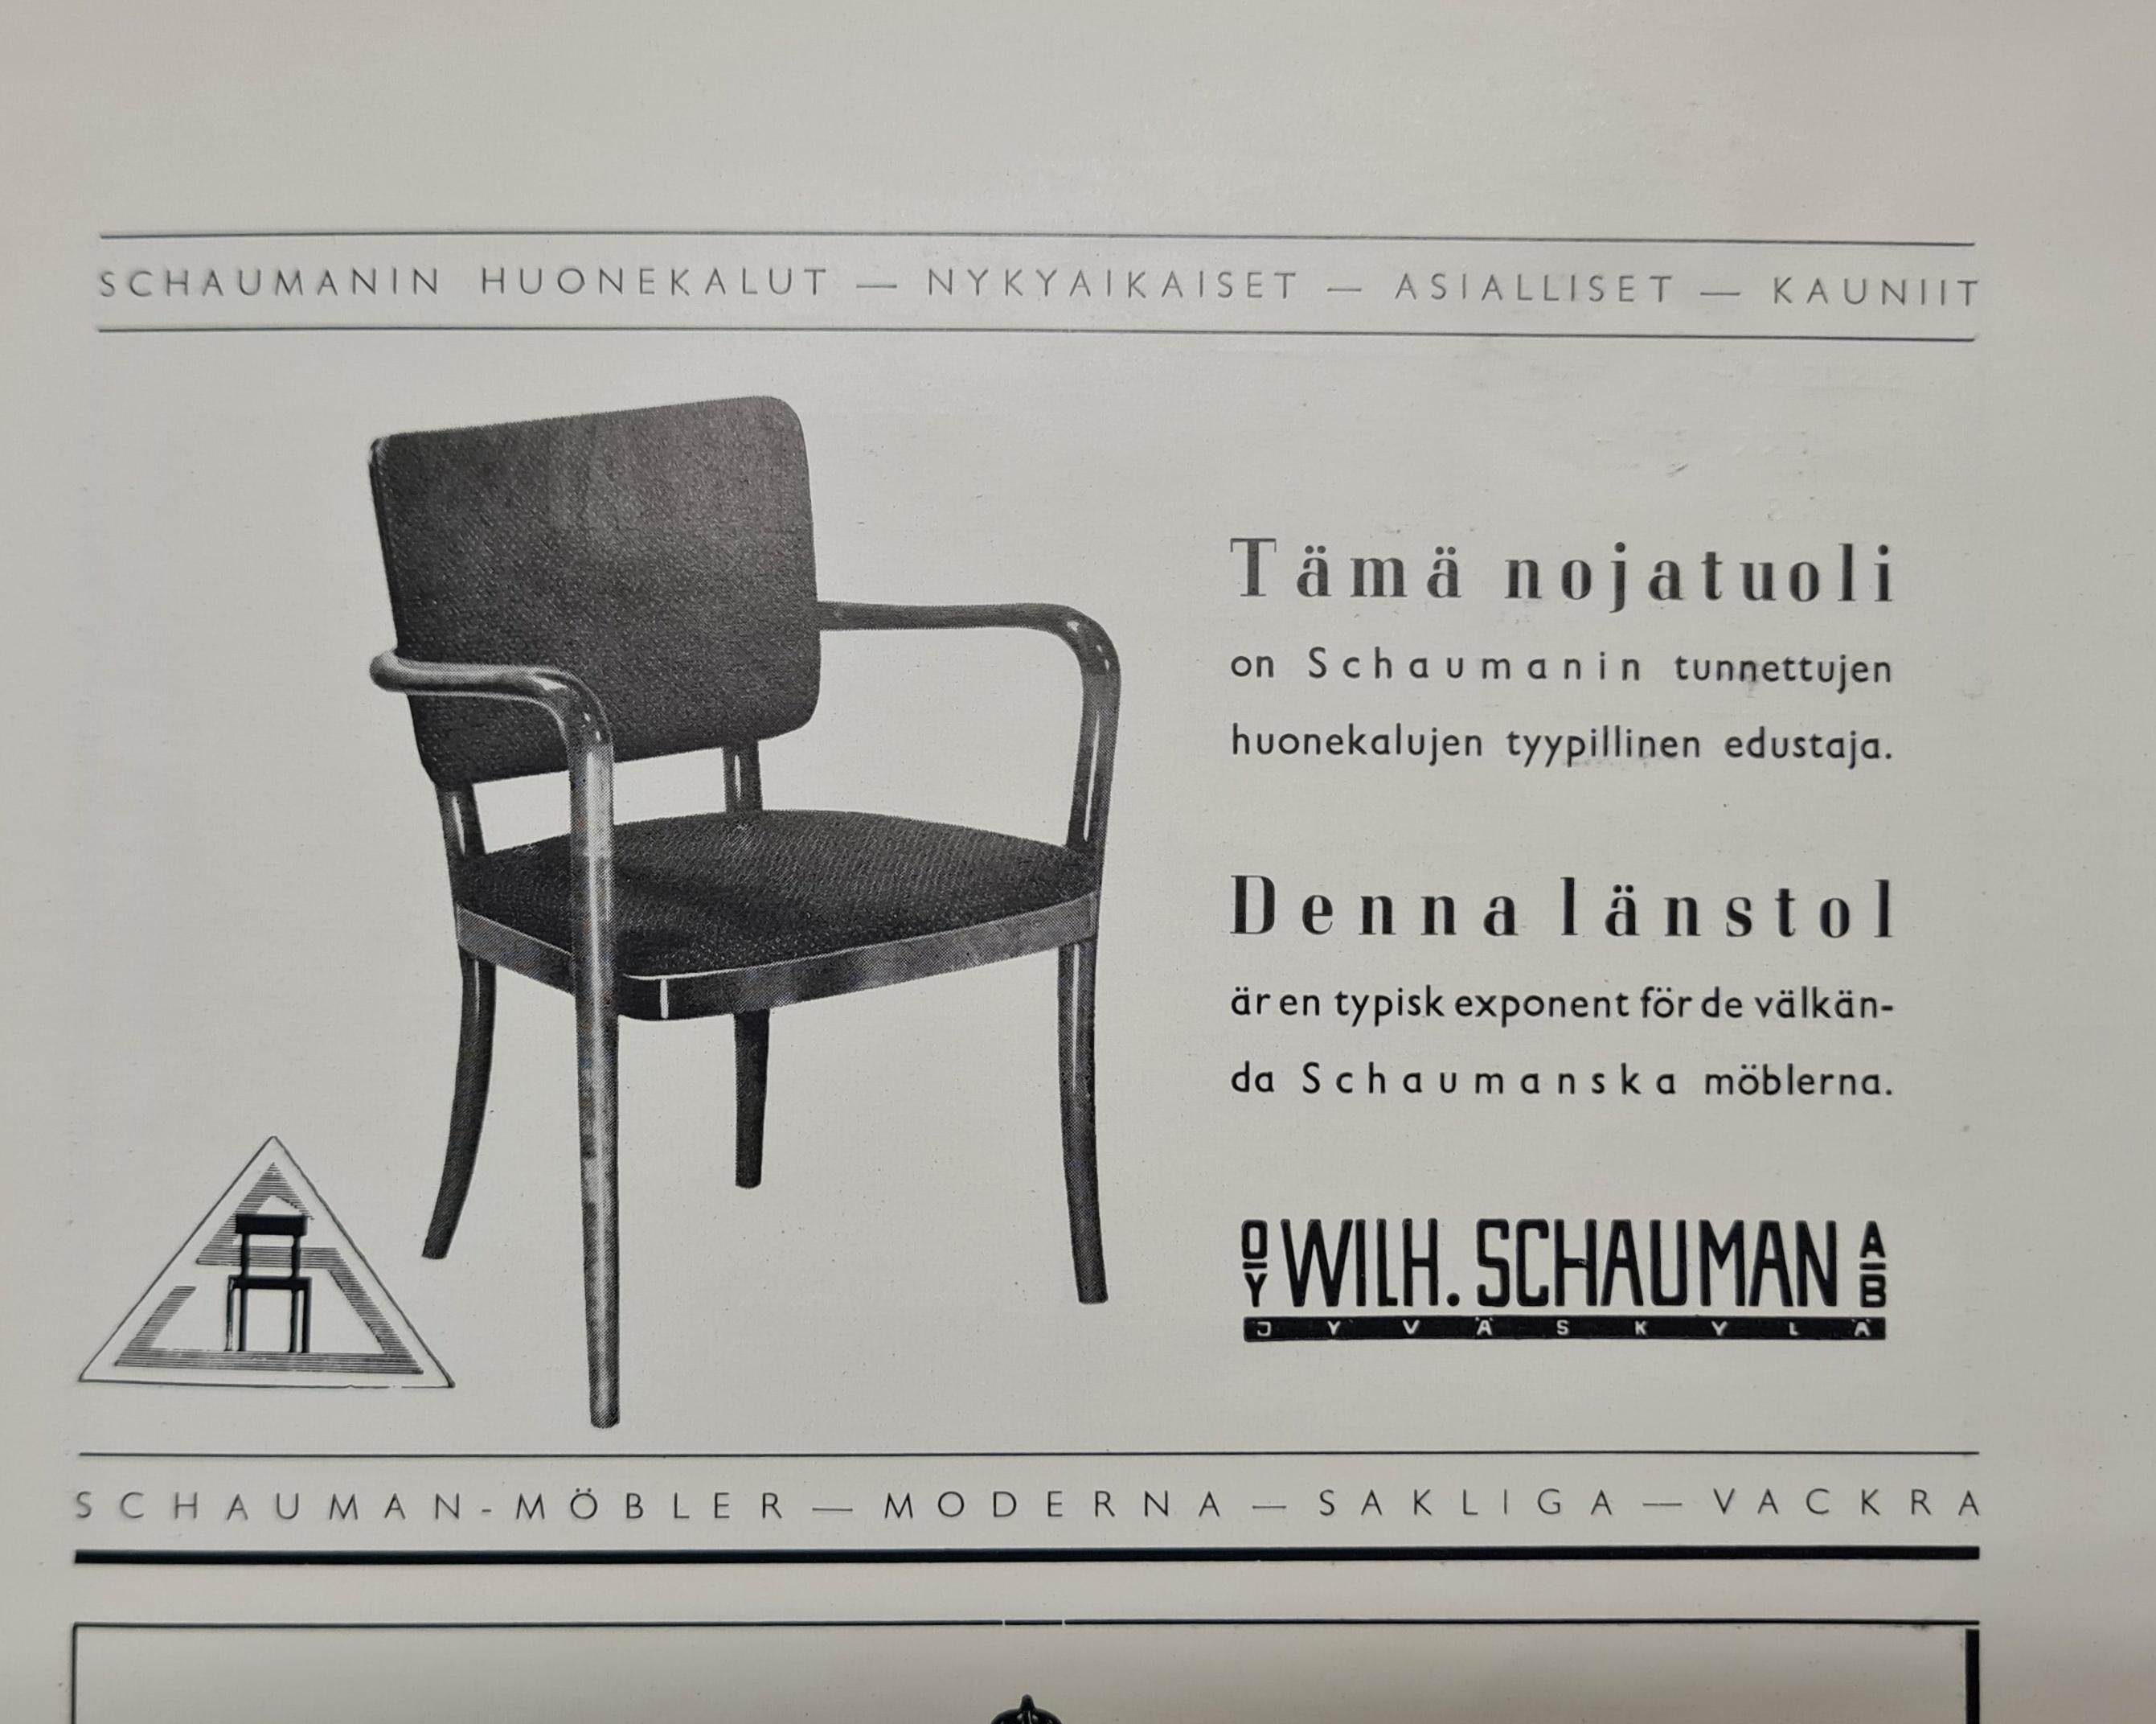 SCHAUMANIN HUONEKALUT — NYKYAIKAISET — ASIALLISET — KAUNIIT
Tämä nojatuoli
on Schaumanin tunnettujen
huonekalujen tyypillinen edustaja.
Denna länstol
är en typisk exponent för de välkän-
da Schaumanska möblerna.
OY WILH. SCHAUMAN AB
JYVÄSKYLÄ
SCHAUMAN-MÖBLER — MODERNA — SAKLIGA — VACKRA